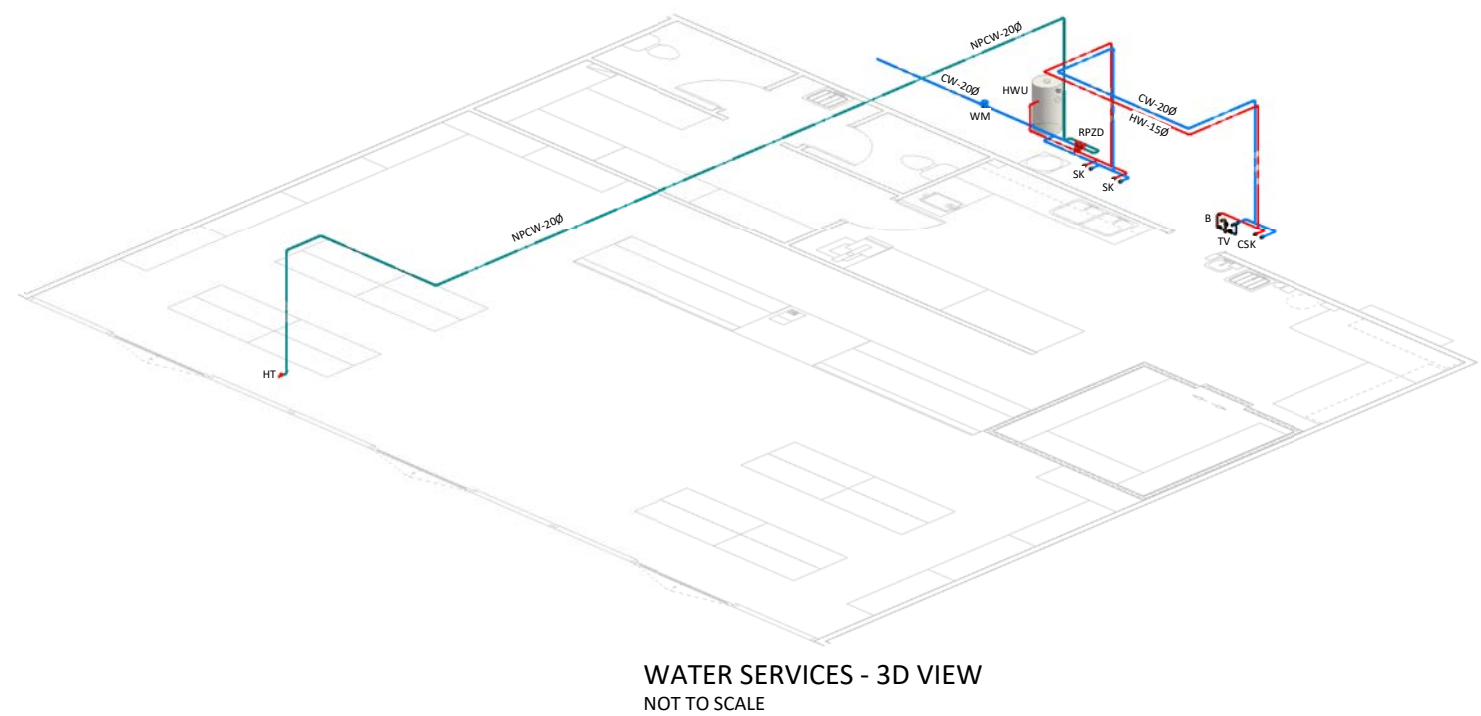 NPCW-20Ø
CW-20Ø
HWU
WM
CW-20Ø
HW-15Ø
RPZD
SK
SK
B
TV
CSK
NPCW-20Ø
HT
WATER SERVICES - 3D VIEW
NOT TO SCALE